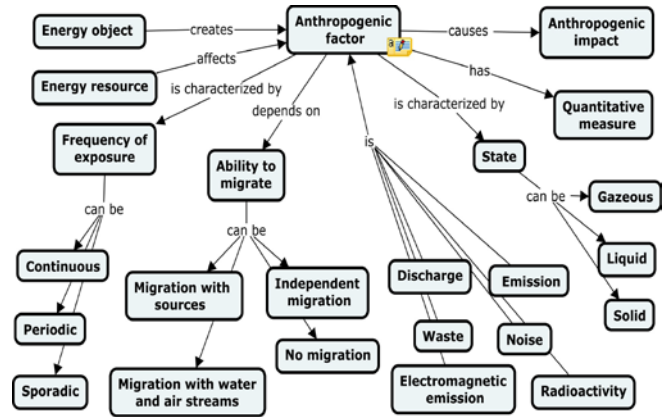 Energy object
creates
Anthropogenic
factor
causes
Anthropogenic
impact
affects
Energy resource
has
is characterized by
Quantitative
measure
depends on
is characterized by
Frequency of
exposure
Ability to
migrate
is
State
can be
Gazeous
can be
can be
Liquid
Continuous
Migration with
sources
Independent
migration
Discharge
Emission
Solid
Periodic
Waste
Noise
No migration
Sporadic
Migration with water
and air streams
Electromagnetic
emission
Radioactivity